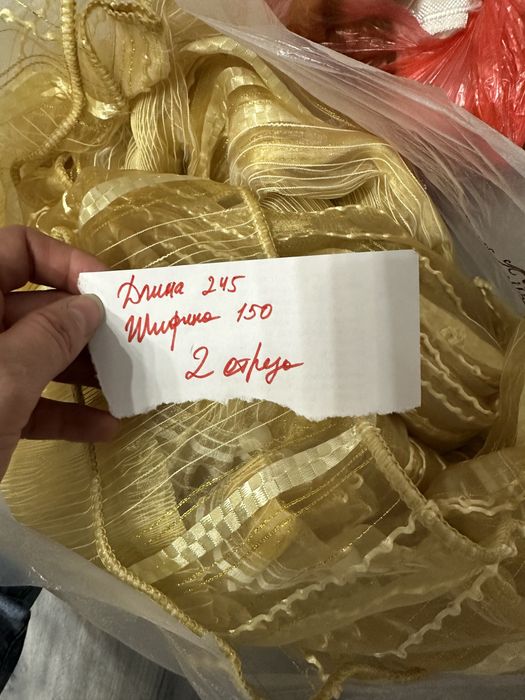 Длина 245
Ширина 150
2 отреза